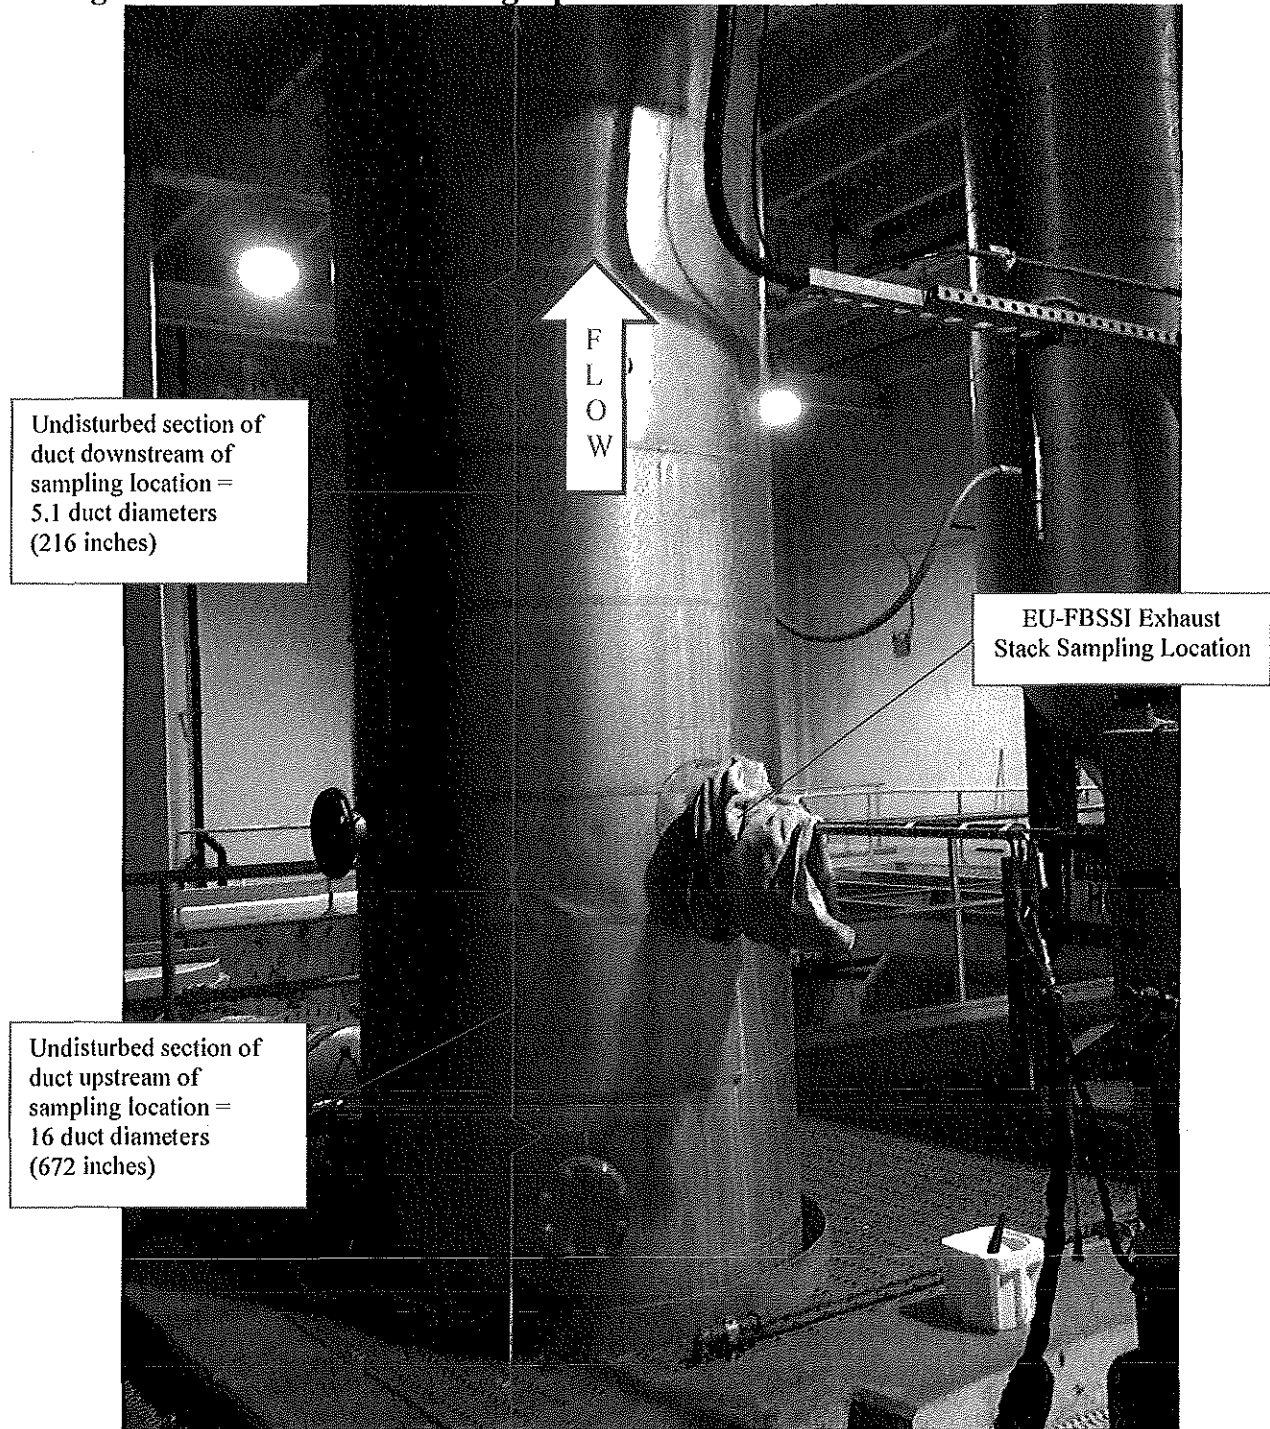 F
L
O
W
Undisturbed section of
duct downstream of
sampling location =
5.1 duct diameters
(216 inches)
EU-FBSSI Exhaust
Stack Sampling Location
Undisturbed section of
duct upstream of
sampling location =
16 duct diameters
(672 inches)